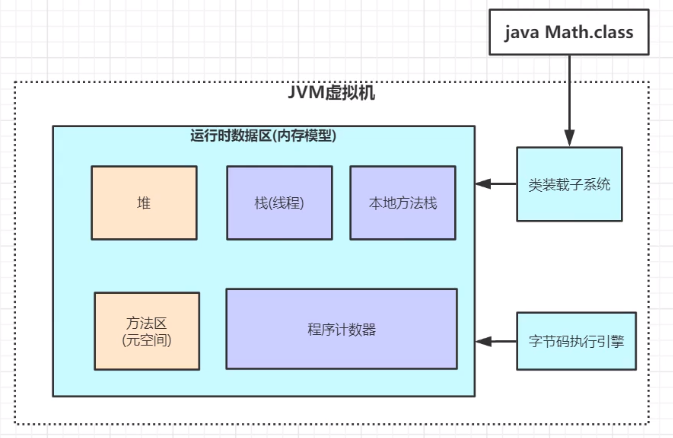 java Math.class
JVM虚拟机
运行时数据区(内存模型)
堆
栈(线程)
本地方法栈
类装载子系统
方法区
(元空间)
程序计数器
字节码执行引擎